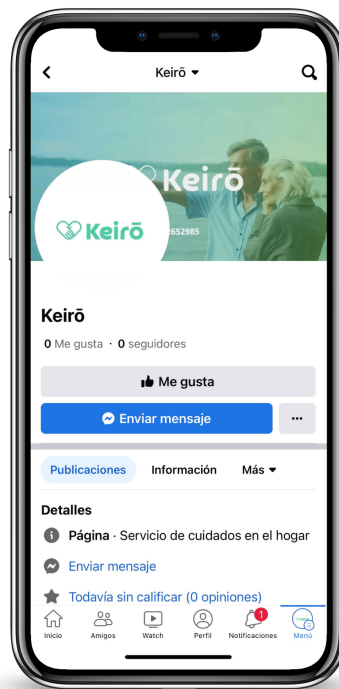 Keirō
Keirō
2652985
Keirō
Keirō
0 Me gusta · 0 seguidores
Me gusta
Enviar mensaje
Publicaciones Información Más
Detalles
Página · Servicio de cuidados en el hogar
Enviar mensaje
Todavía sin calificar (0 opiniones)
1
Inicio Amigos Watch Perfil Notificaciones Menú